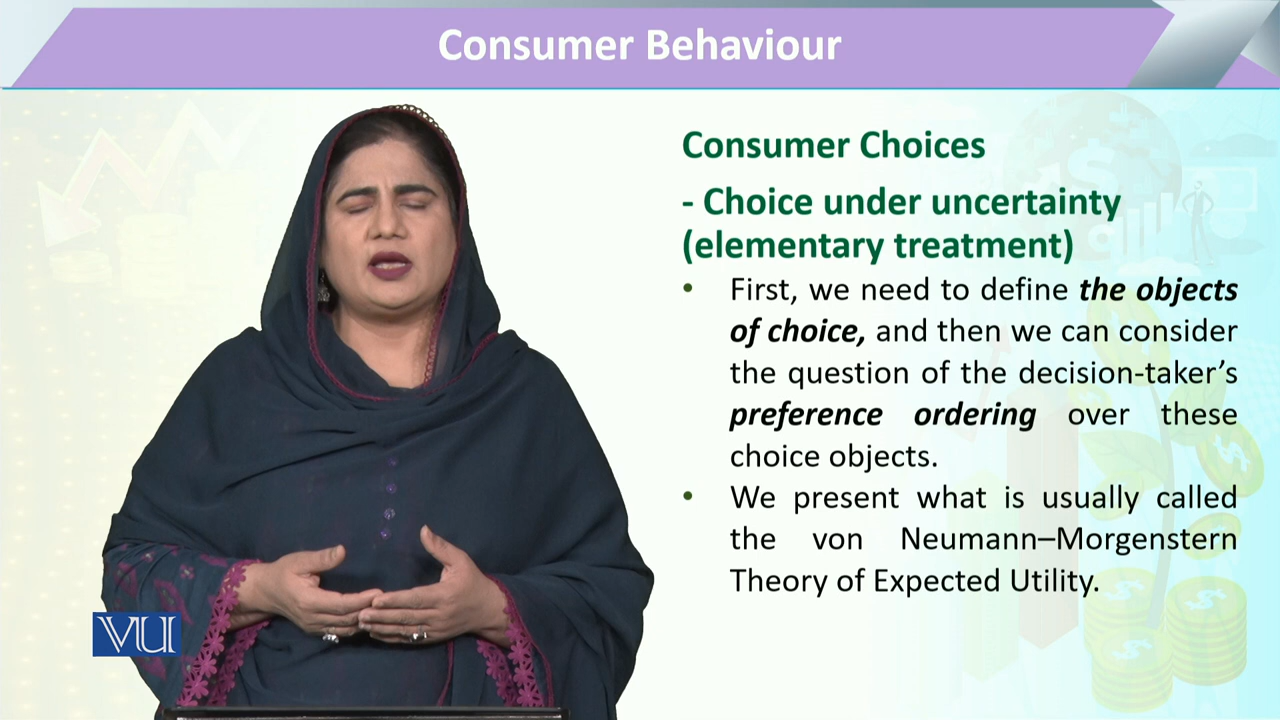 Consumer Behaviour
Consumer Choices
- Choice under uncertainty
(elementary treatment)
• First, we need to define the objects
of choice, and then we can consider
the question of the decision-taker’s
preference ordering over these
choice objects.
• We present what is usually called
the von Neumann–Morgenstern
Theory of Expected Utility.
VU